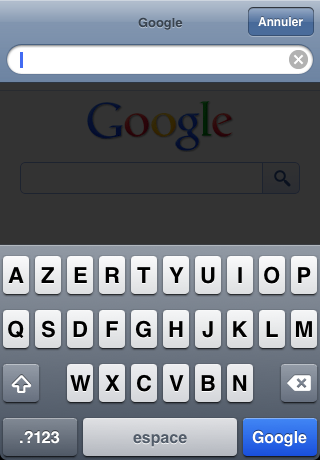 Google
Annuler
Google
A Z E R T Y U I O P
Q S D F G H J K L M
W X C V B N
.?123 espace Google